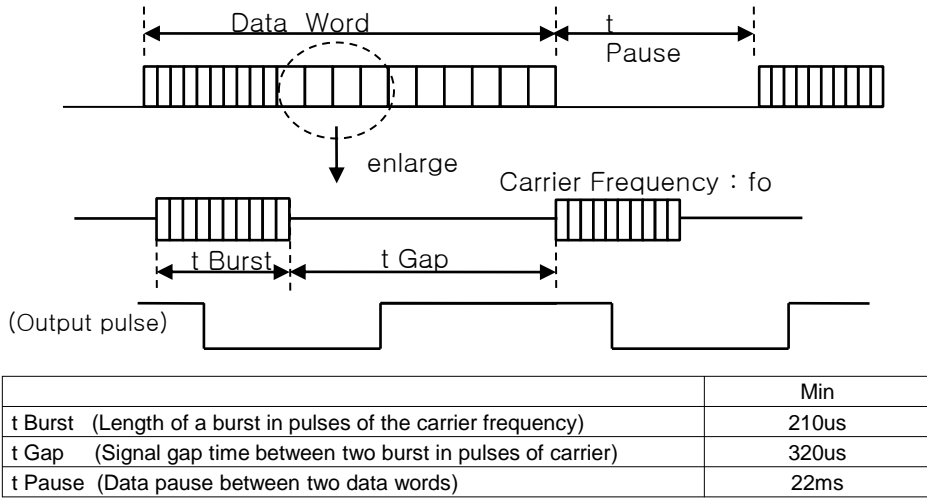 Data Word
t
Pause
enlarge
Carrier Frequency : fo
t Burst
t Gap
(Output pulse)
Min
t Burst (Length of a burst in pulses of the carrier frequency) 210us
t Gap (Signal gap time between two burst in pulses of carrier) 320us
t Pause (Data pause between two data words) 22ms